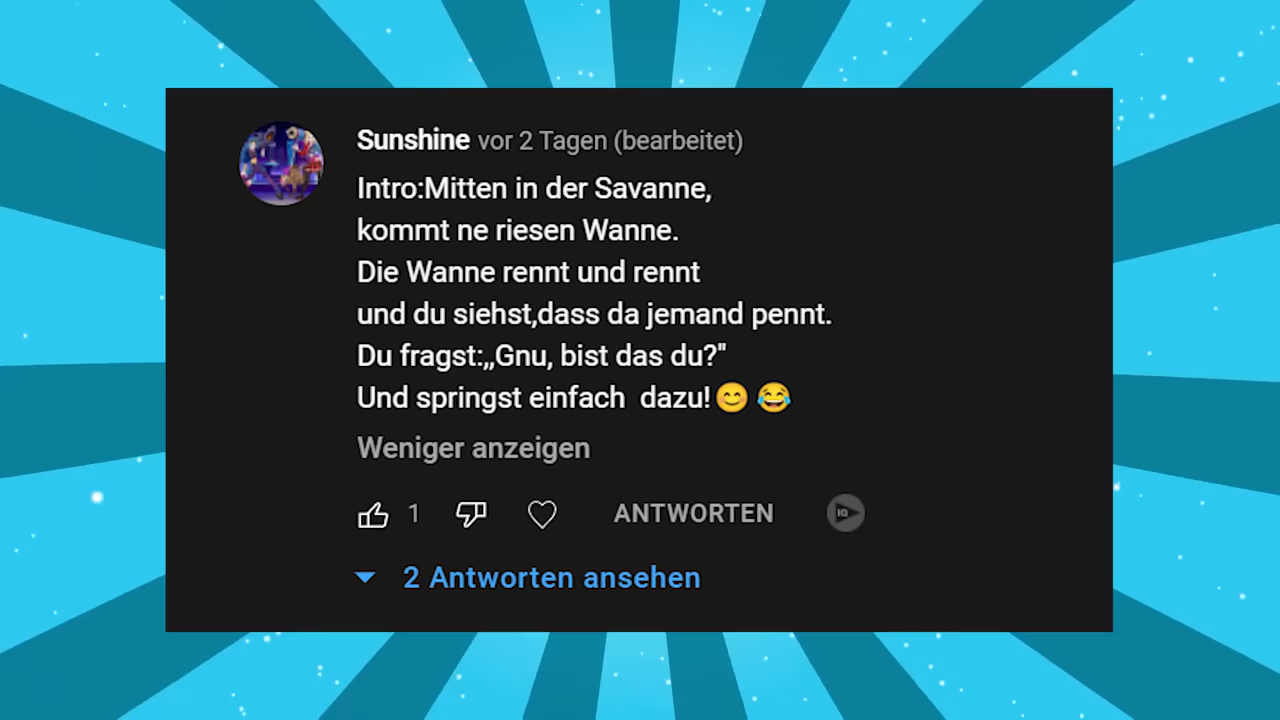 Sunshine vor 2 Tagen (bearbeitet)
Intro:Mitten in der Savanne,
kommt ne riesen Wanne.
Die Wanne rennt und rennt
und du siehst,dass da jemand pennt.
Du fragst:,,Gnu, bist das du?"
Und springst einfach  dazu!😊 😂
Weniger anzeigen
1 ANTWORTEN IQ
2 Antworten ansehen